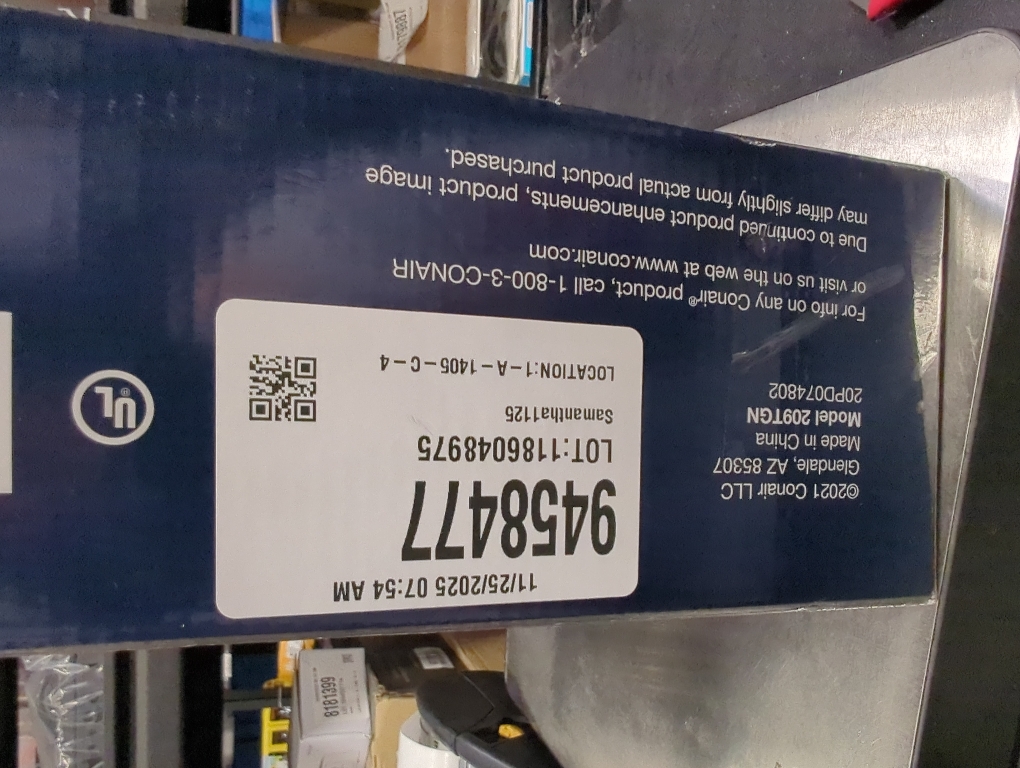 Due to continued product enhancements, product image
may differ slightly from actual product purchased.
For info on any Conair® product, call 1-800-3-CONAIR
or visit us on the web at www.conair.com
©2021 Conair LLC
Glendale, AZ 85307
Made in China
Model 209TGN
20PD074802
11/25/2025 07:54 AM
9458477
LOT:1186048975
Samantha1125
LOCATION:1-A-1405-C-4
UL
8181399